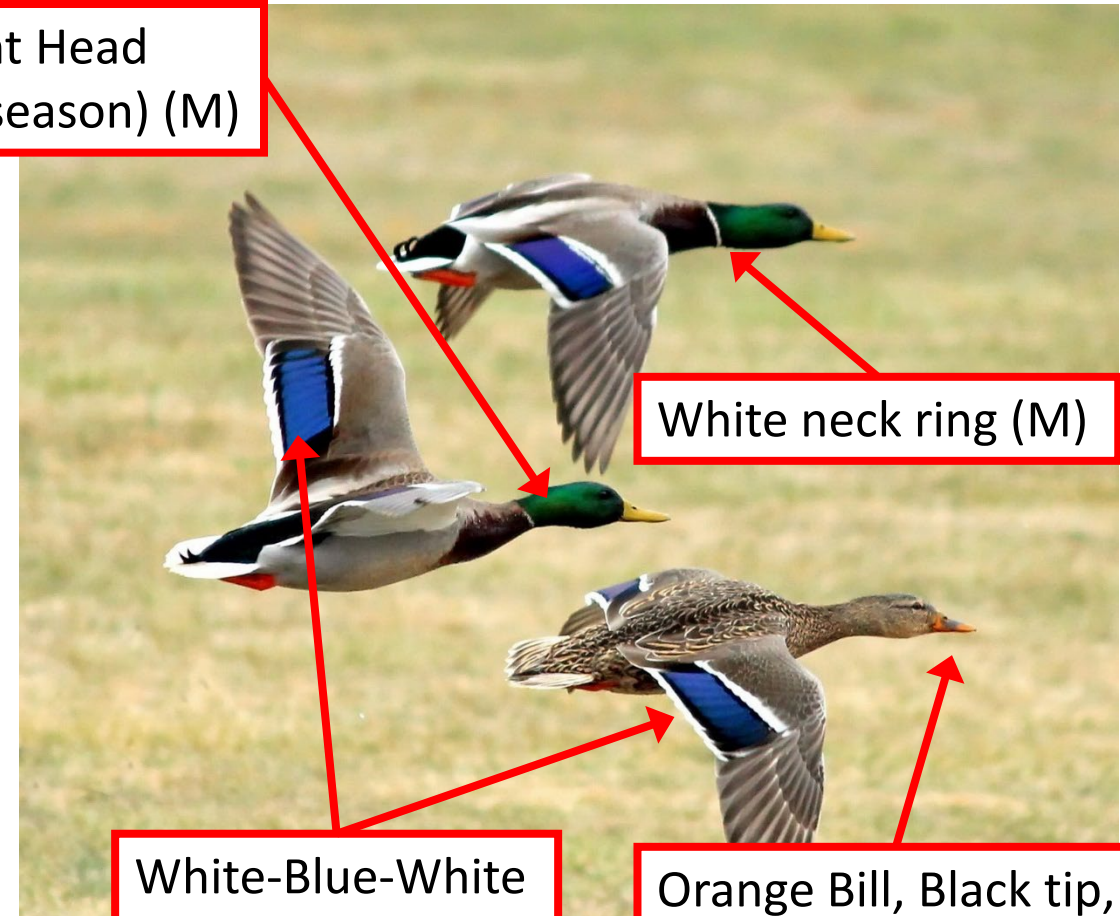 t Head
season) (M)
White neck ring (M)
White-Blue-White
Orange Bill, Black tip,